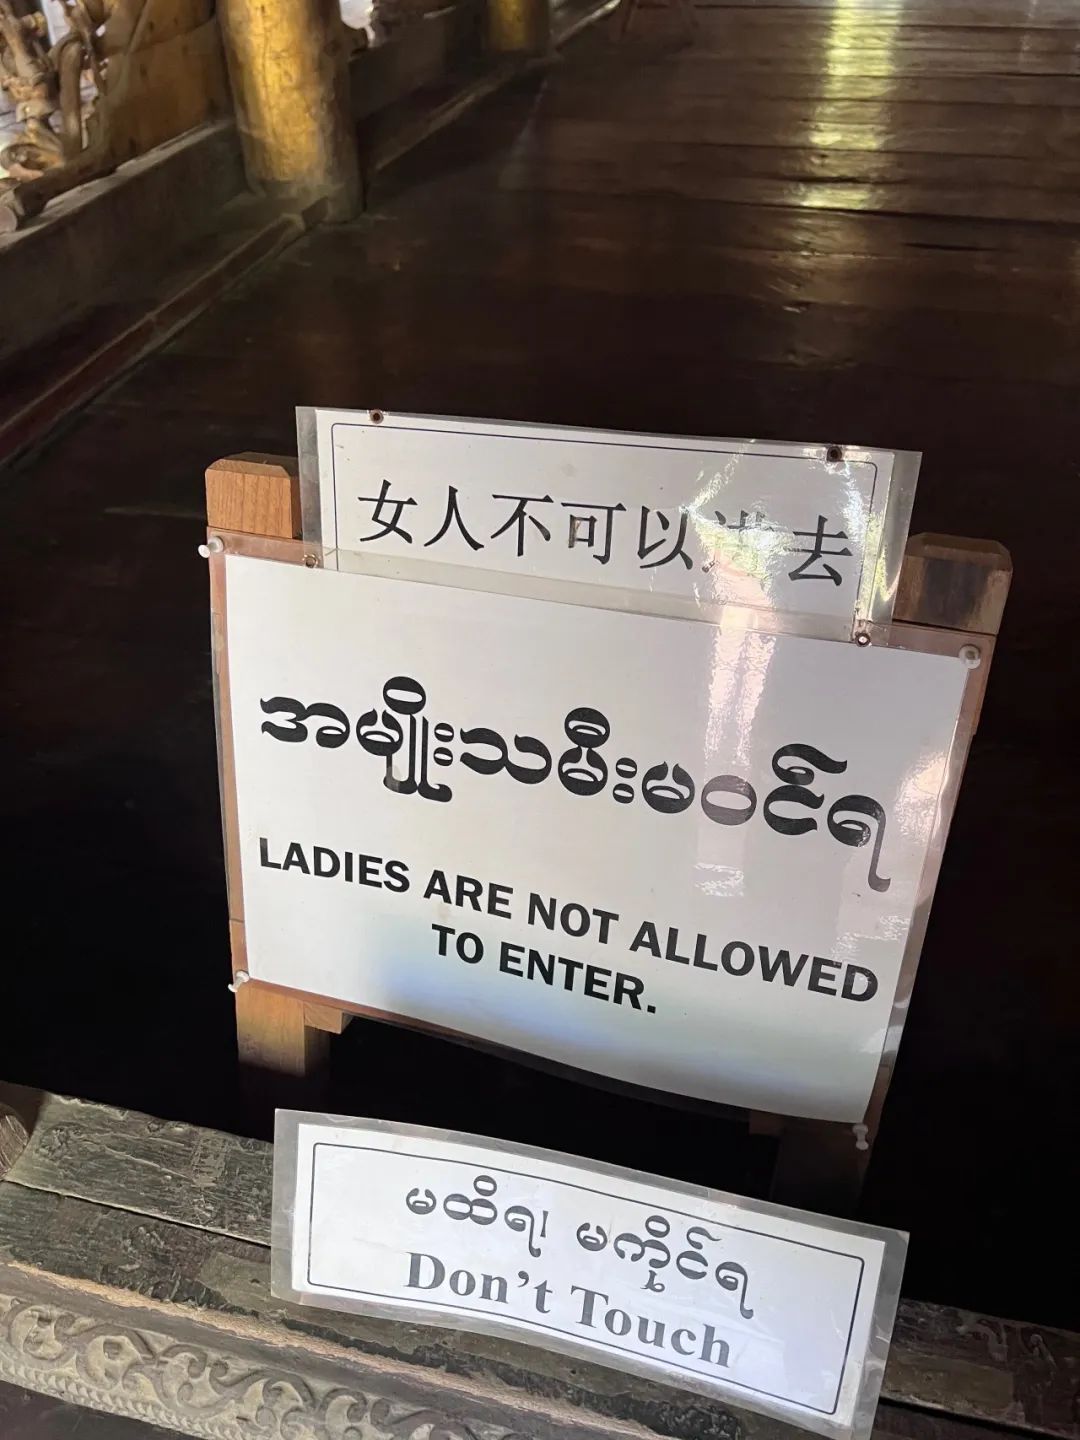 女人不可以进去
အမျိုးသမီးမဝင်ရ
LADIES ARE NOT ALLOWED
TO ENTER.
မထိရ၊ မကိုင်ရ
Don't Touch